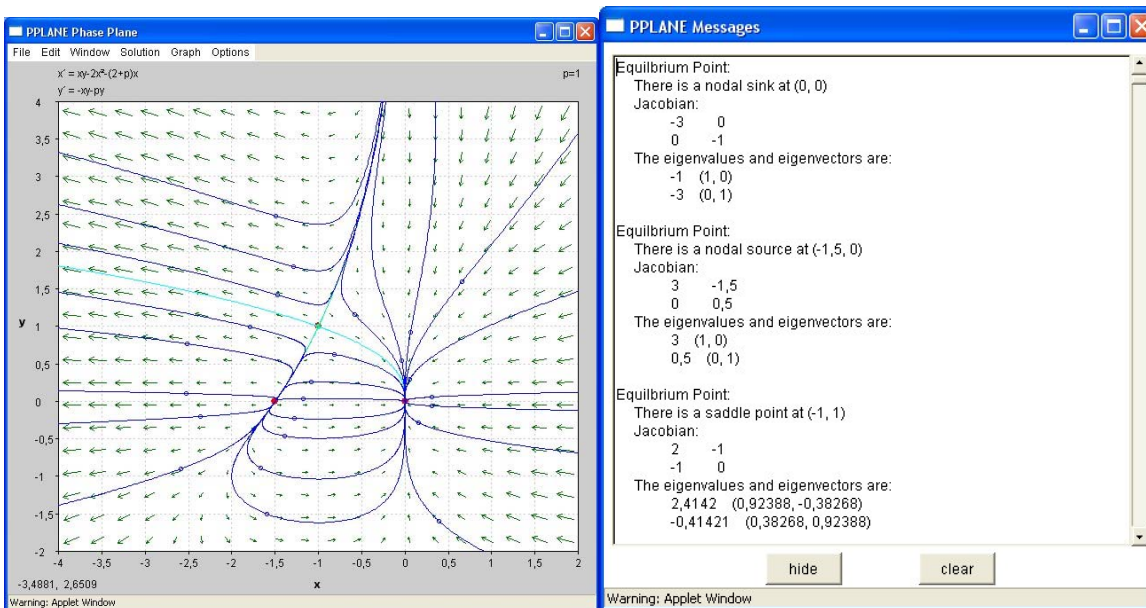 PPLANE Phase Plane
File Edit Window Solution Graph Options
x' = xy-2x²-(2+p)x
p=1
y' = -xy-py
4
3,5
3
2,5
2
1,5
y
1
0,5
0
-0,5
-1
-1,5
-2
-4 -3,5 -3 -2,5 -2 -1,5 -1 -0,5 0 0,5 1 1,5 2
-3,4881, 2,6509
x
Warning: Applet Window
PPLANE Messages
Equilbrium Point:
There is a nodal sink at (0, 0)
Jacobian:
-3 0
0 -1
The eigenvalues and eigenvectors are:
-1 (1, 0)
-3 (0, 1)
Equilbrium Point:
There is a nodal source at (-1,5, 0)
Jacobian:
3 -1,5
0 0,5
The eigenvalues and eigenvectors are:
3 (1, 0)
0,5 (0, 1)
Equilbrium Point:
There is a saddle point at (-1, 1)
Jacobian:
2 -1
-1 0
The eigenvalues and eigenvectors are:
2,4142 (0,92388, -0,38268)
-0,41421 (0,38268, 0,92388)
hide clear
Warning: Applet Window